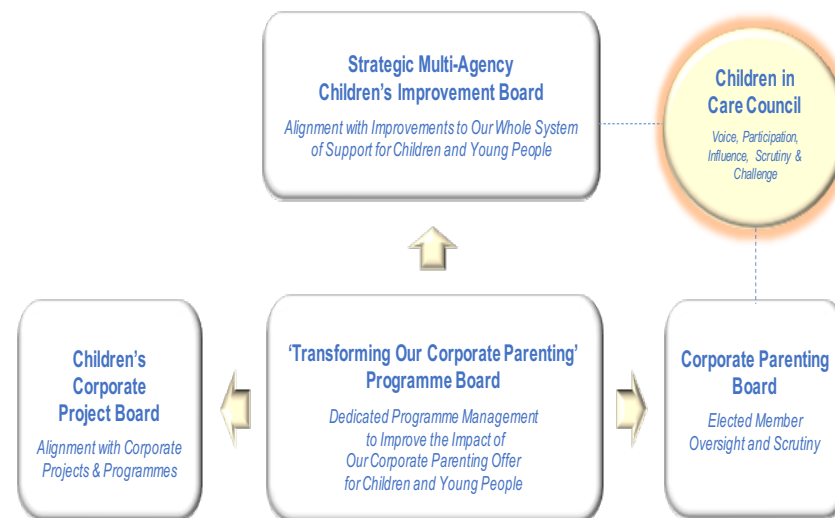 Strategic Multi-Agency
Children’s Improvement Board
Alignment with Improvements to Our Whole System
of Support for Children and Young People
Children in
Care Council
Voice, Participation,
Influence, Scrutiny &
Challenge
Children’s
Corporate
Project Board
Alignment with Corporate
Projects & Programmes
‘Transforming Our Corporate Parenting’
Programme Board
Dedicated Programme Management
to Improve the Impact of
Our Corporate Parenting Offer
for Children and Young People
Corporate Parenting
Board
Elected Member
Oversight and Scrutiny